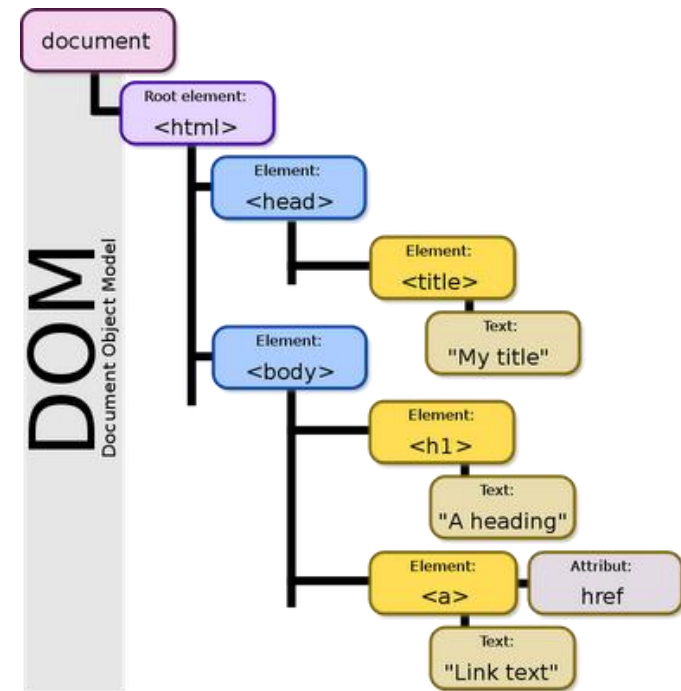 document
Root element:
<html>
Element:
<head>
Element:
<title>
Text:
"My title"
DOM
Document Object Model
Element:
<body>
Element:
<h1>
Text:
"A heading"
Element:
<a>
Attribut:
href
Text:
"Link text"